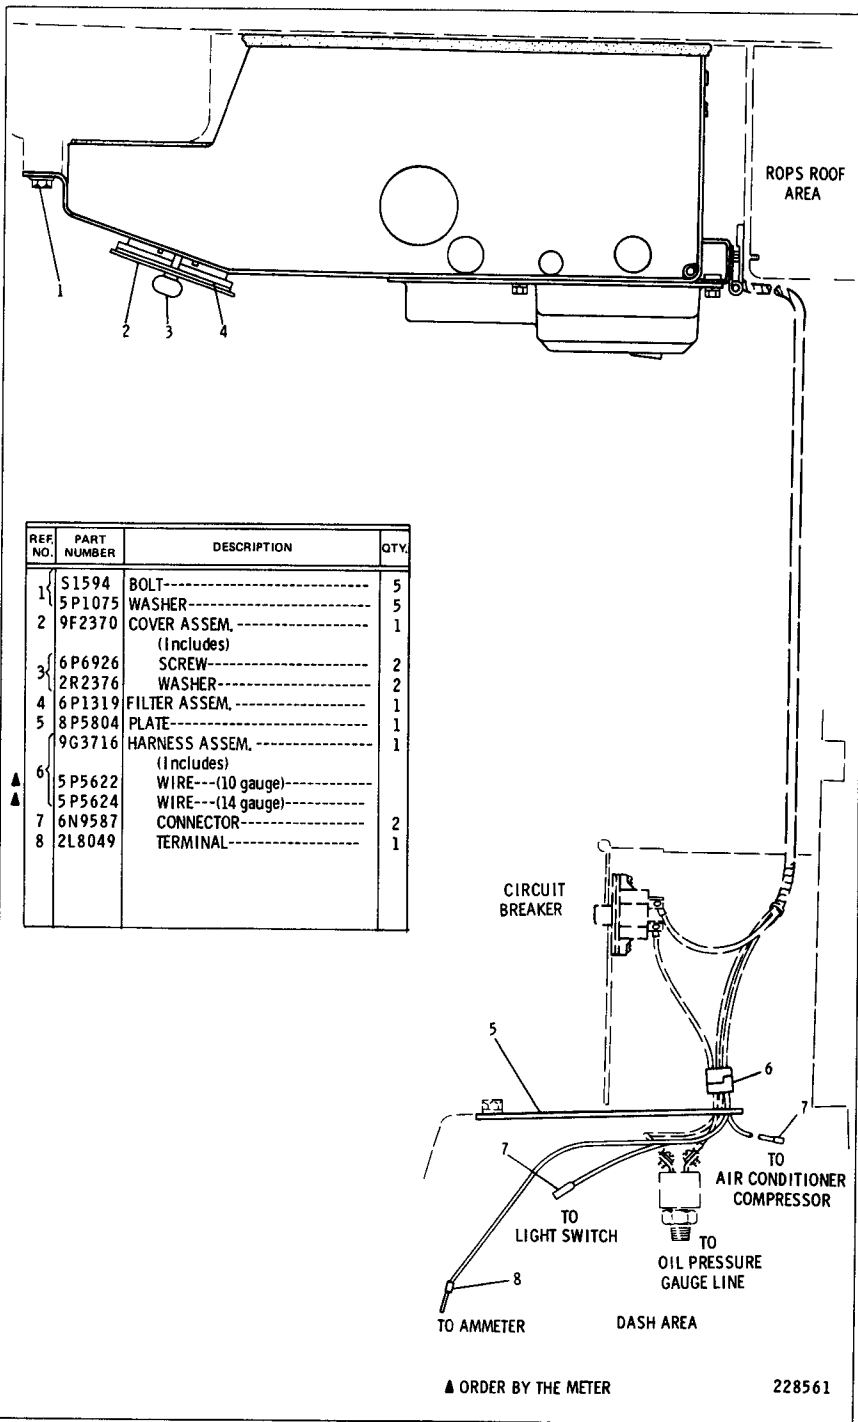 ROPS ROOF
AREA
1
2
3
4
REF. NO. PART NUMBER DESCRIPTION QTY.
1 S1594 BOLT 5
5P1075 WASHER 5
2 9F2370 COVER ASSEM. 1
(Includes)
3 6P6926 SCREW 2
2R2376 WASHER 2
4 6P1319 FILTER ASSEM. 1
5 8P5804 PLATE 1
6 9G3716 HARNESS ASSEM. 1
(Includes)
▲ 5P5622 WIRE---(10 gauge)
▲ 5P5624 WIRE---(14 gauge)
7 6N9587 CONNECTOR 2
8 2L8049 TERMINAL 1
CIRCUIT
BREAKER
5
6
7
7
TO
AIR CONDITIONER
COMPRESSOR
TO
LIGHT SWITCH
TO
OIL PRESSURE
GAUGE LINE
8
TO AMMETER
DASH AREA
▲ ORDER BY THE METER
228561